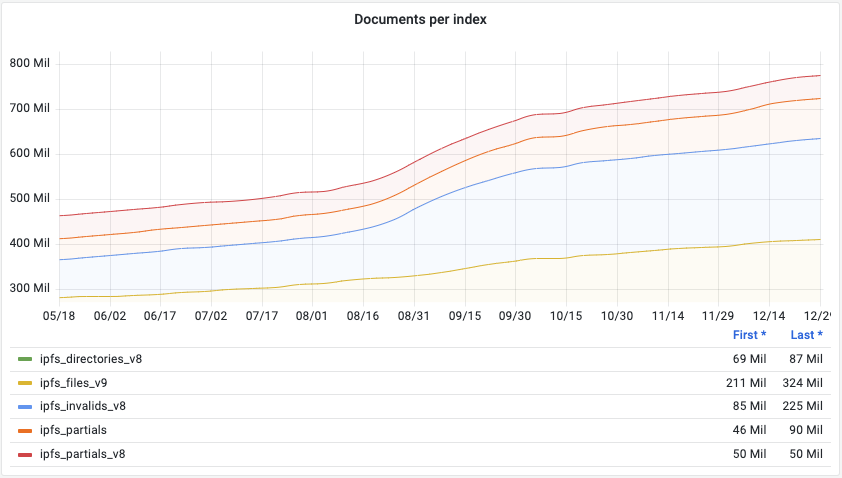 Documents per index
800 Mil
700 Mil
600 Mil
500 Mil
400 Mil
300 Mil
05/18 06/02 06/17 07/02 07/17 08/01 08/16 08/31 09/15 09/30 10/15 10/30 11/14 11/29 12/14 12/29
First * Last *
ipfs_directories_v8 69 Mil 87 Mil
ipfs_files_v9 211 Mil 324 Mil
ipfs_invalids_v8 85 Mil 225 Mil
ipfs_partials 46 Mil 90 Mil
ipfs_partials_v8 50 Mil 50 Mil